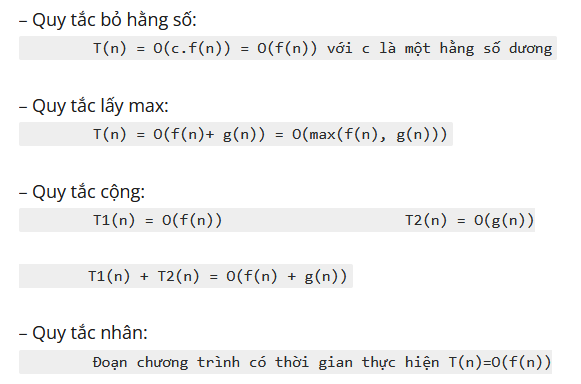 – Quy tắc bỏ hằng số:
T(n) = O(c.f(n)) = O(f(n)) với c là một hằng số dương
– Quy tắc lấy max:
T(n) = O(f(n)+ g(n)) = O(max(f(n), g(n)))
– Quy tắc cộng:
T1(n) = O(f(n)) T2(n) = O(g(n))
T1(n) + T2(n) = O(f(n) + g(n))
– Quy tắc nhân:
Đoạn chương trình có thời gian thực hiện T(n)=O(f(n))